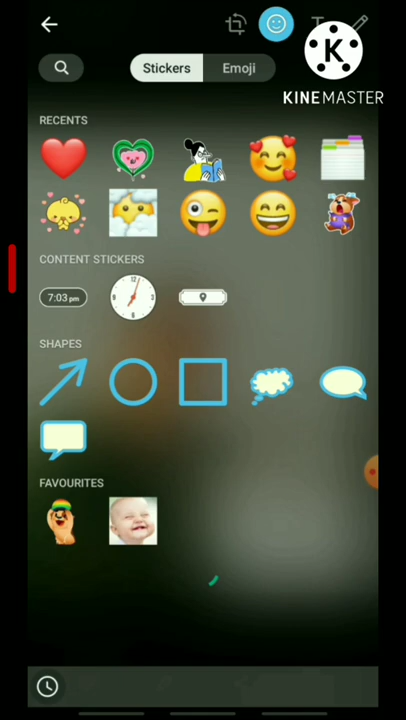 T
K
KINEMASTER
Stickers Emoji
RECENTS
CONTENT STICKERS
7:03 pm
SHAPES
FAVOURITES